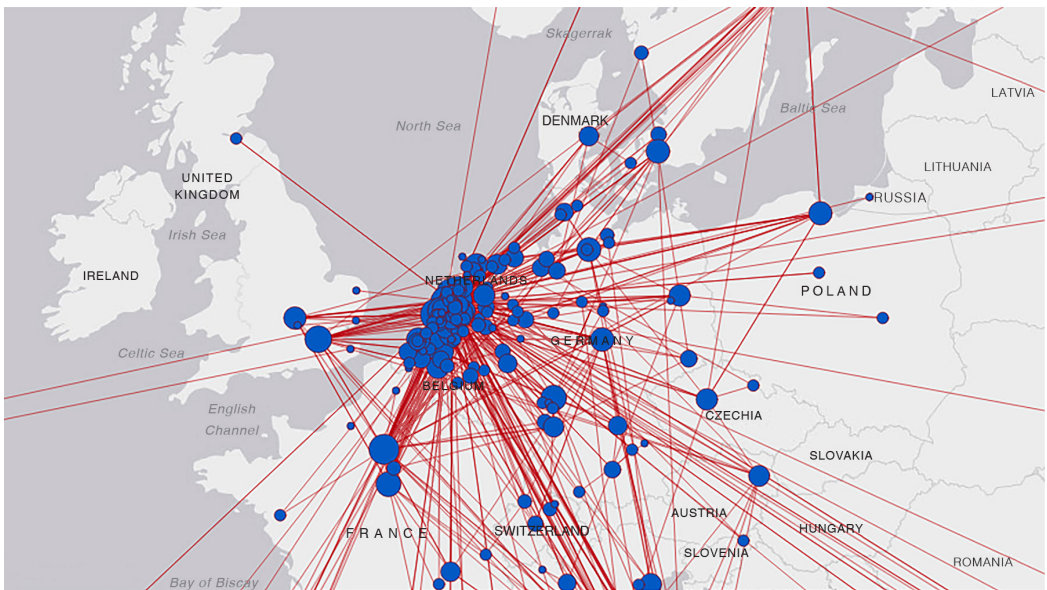 Skagerrak
LATVIA
Baltic Sea
DENMARK
North Sea
LITHUANIA
UNITED
KINGDOM
RUSSIA
Irish Sea
IRELAND
NETHERLANDS
POLAND
GERMANY
Celtic Sea
BELGIUM
English
Channel
CZECHIA
SLOVAKIA
AUSTRIA
FRANCE
SWITZERLAND
HUNGARY
SLOVENIA
ROMANIA
Bay of Biscay